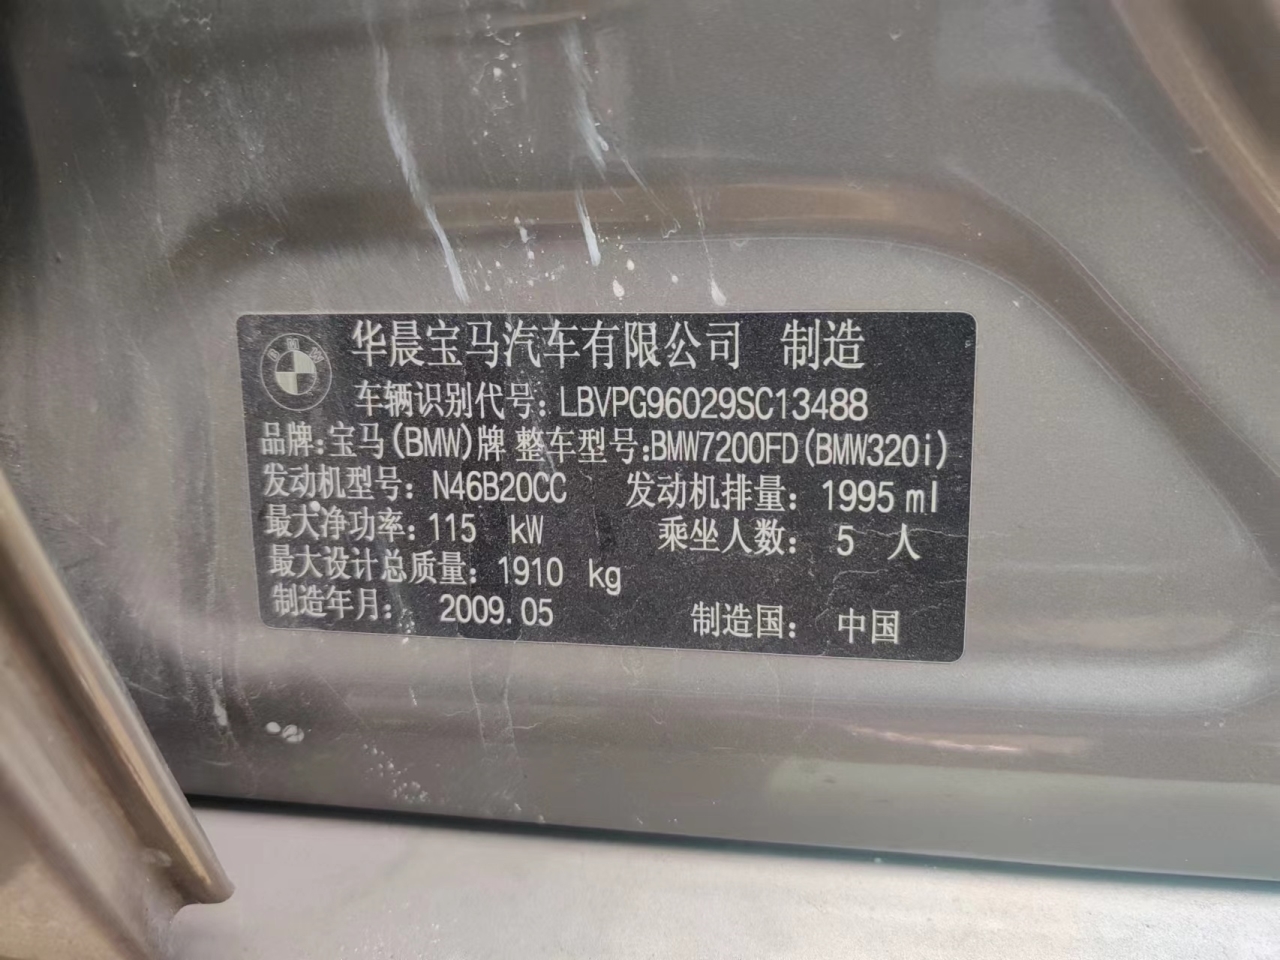 华晨宝马汽车有限公司 制造
车辆识别代号: LBVPG96029SC13488
品牌:宝马(BMW)牌 整车型号:BMW7200FD(BMW320i)
发动机型号: N46B20CC 发动机排量: 1995 ml
最大净功率: 115 kW 乘坐人数: 5 人
最大设计总质量: 1910 kg
制造年月: 2009.05 制造国: 中国